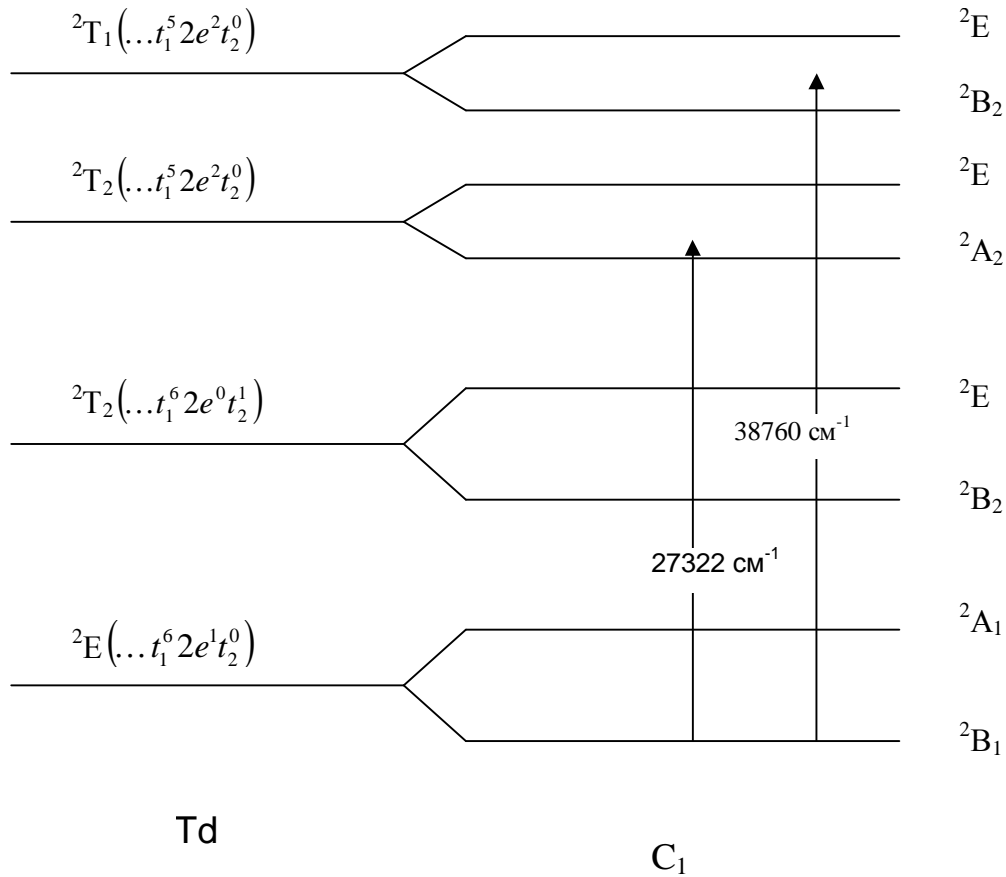 ²T₁(…t₁⁵2e²t₂⁰)
²E
²B₂
²T₂(…t₁⁵2e²t₂⁰)
²E
²A₂
²T₂(…t₁⁶2e⁰t₂¹)
²E
38760 см⁻¹
²B₂
27322 см⁻¹
²E(…t₁⁶2e¹t₂⁰)
²A₁
²B₁
Td
C₁